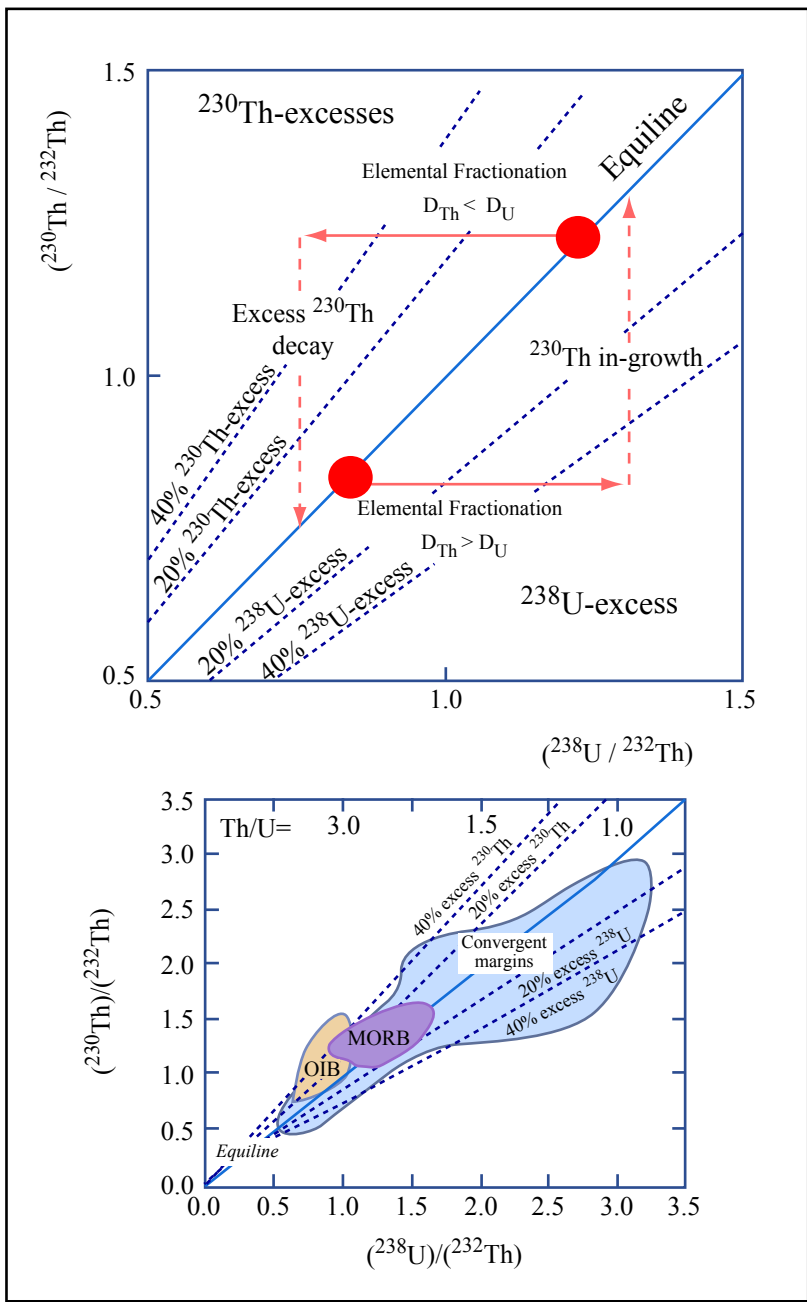 1.5
²³⁰Th-excesses
Equiline
(²³⁰Th / ²³²Th)
Elemental Fractionation
D_Th < D_U
Excess ²³⁰Th
decay
²³⁰Th in-growth
1.0
40% ²³⁰Th-excess
20% ²³⁰Th-excess
Elemental Fractionation
D_Th > D_U
20% ²³⁸U-excess
40% ²³⁸U-excess
²³⁸U-excess
0.5
0.5
1.0
1.5
(²³⁸U / ²³²Th)
3.5
Th/U=
3.0
1.5
1.0
3.0
40% excess ²³⁰Th
20% excess ²³⁰Th
2.5
Convergent
margins
2.0
20% excess ²³⁸U
40% excess ²³⁸U
(²³⁰Th)/(²³²Th)
1.5
MORB
OIB
1.0
0.5
Equiline
0.0
0.0 0.5 1.0 1.5 2.0 2.5 3.0 3.5
(²³⁸U)/(²³²Th)